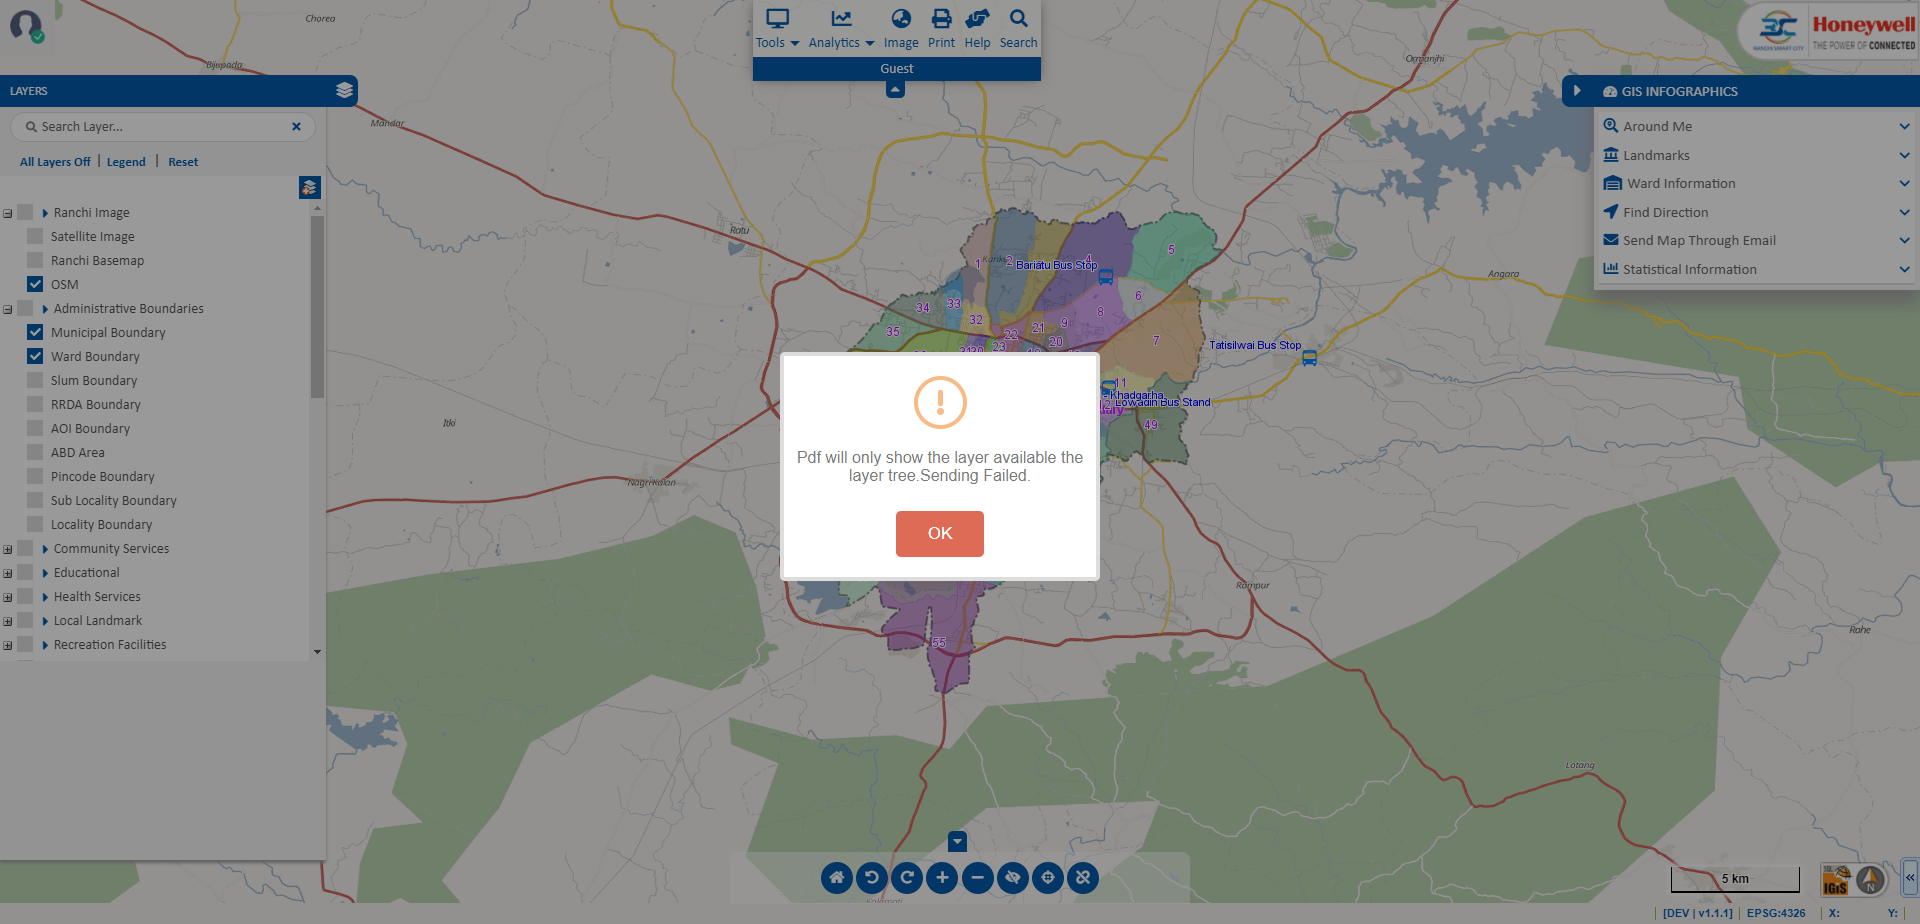 Chorea
Bijupada
Mandar
Ormanjhi
Tools
Analytics
Image
Print
Help
Search
Guest
RANCHI SMART CITY
Honeywell
THE POWER OF CONNECTED
LAYERS
Search Layer...
All Layers Off | Legend | Reset
Ranchi Image
Satellite Image
Ranchi Basemap
OSM
Administrative Boundaries
Municipal Boundary
Ward Boundary
Slum Boundary
RRDA Boundary
AOI Boundary
ABD Area
Pincode Boundary
Sub Locality Boundary
Locality Boundary
Community Services
Educational
Health Services
Local Landmark
Recreation Facilities
GIS INFOGRAPHICS
Around Me
Landmarks
Ward Information
Find Direction
Send Map Through Email
Statistical Information
Ratu
Angara
Itki
Nagri Kalan
Rampur
Rahe
Lotang
1
2
4
5
Bariatu Bus Stop
6
7
8
9
33
34
35
32
22
21
20
23
Tatisilwai Bus Stop
11
Khadgarha
Lowadih Bus Stand
49
55
Pdf will only show the layer available the
layer tree.Sending Failed.
OK
5 km
IGiS
N
[DEV | v1.1.1] EPSG:4326 X: Y: